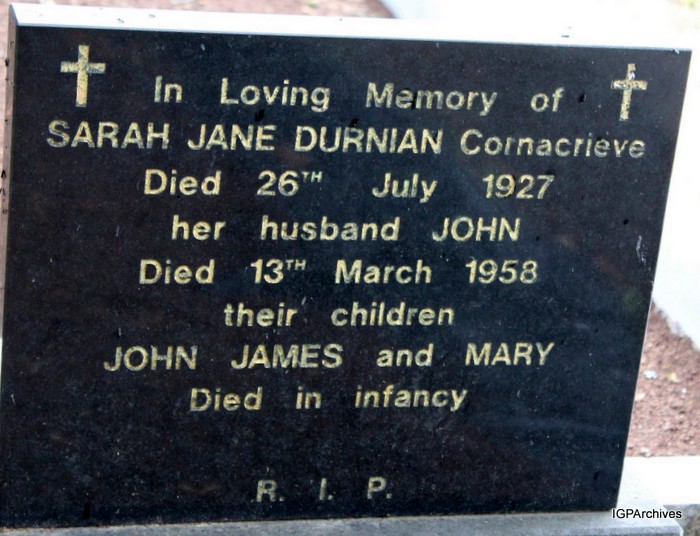 In Loving Memory of
SARAH JANE DURNIAN Cornacrieve
Died 26TH July 1927
her husband JOHN
Died 13TH March 1958
their children
JOHN JAMES and MARY
Died in infancy
R. I. P.
IGPArchives